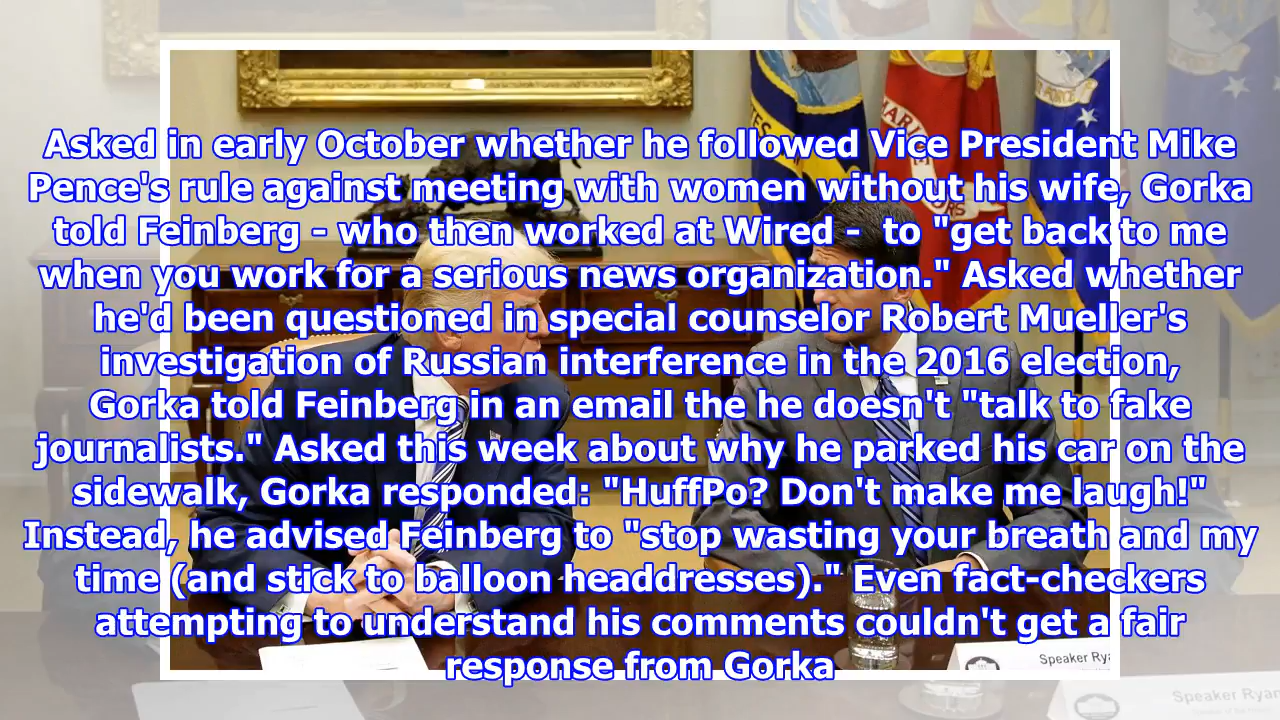 Asked in early October whether he followed Vice President Mike
Pence's rule against meeting with women without his wife, Gorka
told Feinberg - who then worked at Wired -  to "get back to me
when you work for a serious news organization." Asked whether
he'd been questioned in special counselor Robert Mueller's
investigation of Russian interference in the 2016 election,
Gorka told Feinberg in an email the he doesn't "talk to fake
journalists." Asked this week about why he parked his car on the
sidewalk, Gorka responded: "HuffPo? Don't make me laugh!"
Instead, he advised Feinberg to "stop wasting your breath and my
time (and stick to balloon headdresses)." Even fact-checkers
attempting to understand his comments couldn't get a fair
response from Gorka
MARINE
Speaker Rya
Speaker Ryan